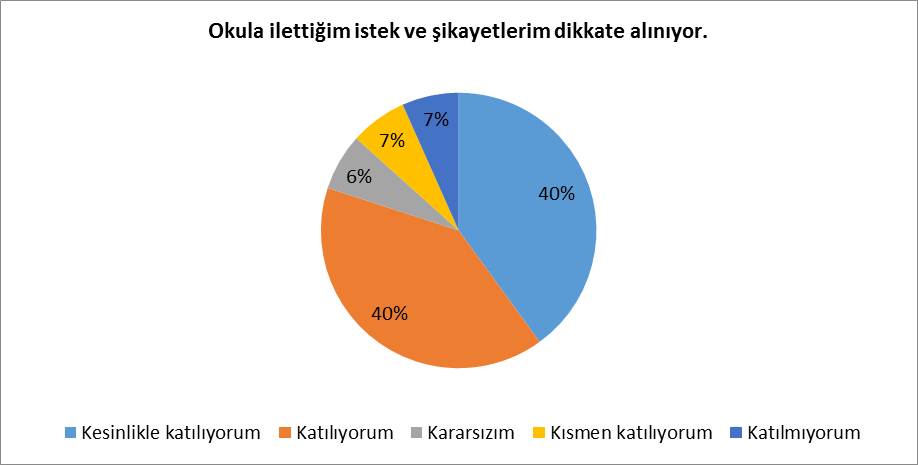 Okula ilettiğim istek ve şikayetlerim dikkate alınıyor.
7%
7%
6%
40%
40%
Kesinlikle katılıyorum Katılıyorum Kararsızım Kısmen katılıyorum Katılmıyorum